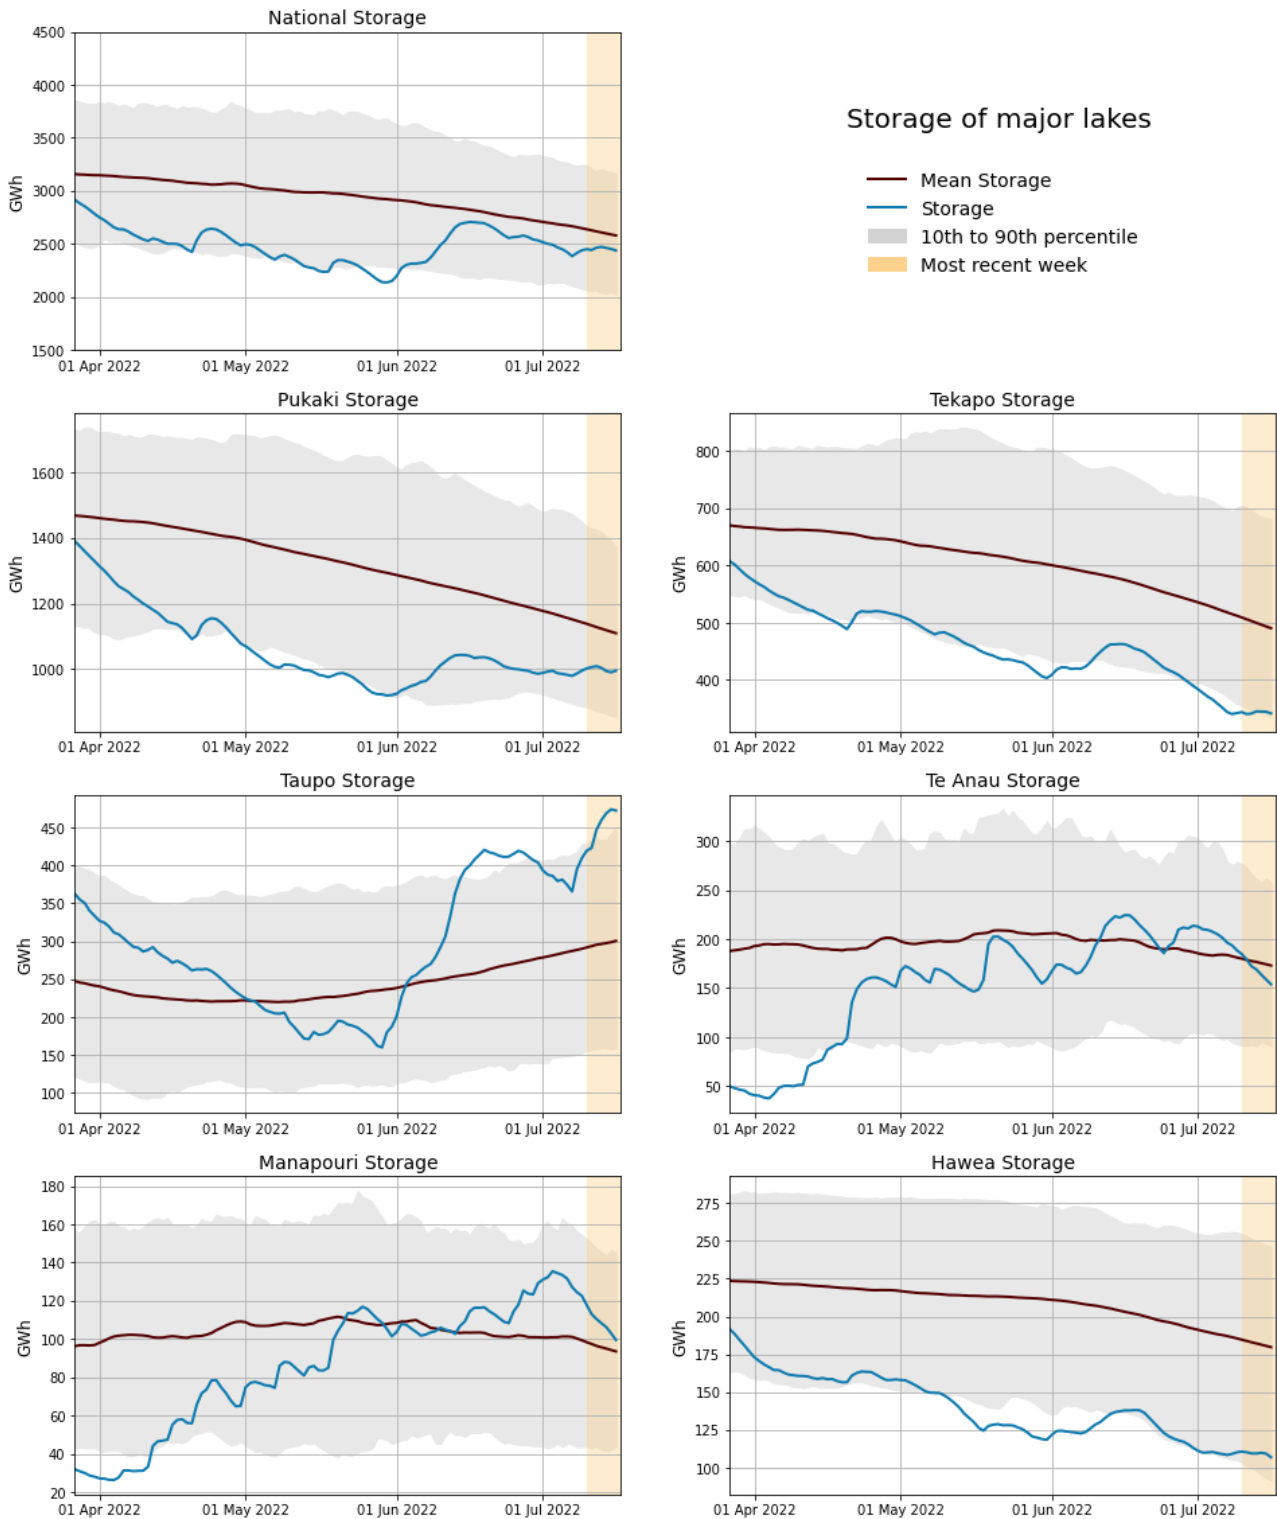 National Storage
4500
4000
3500
3000
2500
2000
1500
GWh
01 Apr 2022 01 May 2022 01 Jun 2022 01 Jul 2022
Storage of major lakes
Mean Storage
Storage
10th to 90th percentile
Most recent week
Pukaki Storage
1600
1400
1200
1000
GWh
01 Apr 2022 01 May 2022 01 Jun 2022 01 Jul 2022
Tekapo Storage
800
700
600
500
400
GWh
01 Apr 2022 01 May 2022 01 Jun 2022 01 Jul 2022
Taupo Storage
450
400
350
300
250
200
150
100
GWh
01 Apr 2022 01 May 2022 01 Jun 2022 01 Jul 2022
Te Anau Storage
300
250
200
150
100
50
GWh
01 Apr 2022 01 May 2022 01 Jun 2022 01 Jul 2022
Manapouri Storage
180
160
140
120
100
80
60
40
20
GWh
01 Apr 2022 01 May 2022 01 Jun 2022 01 Jul 2022
Hawea Storage
275
250
225
200
175
150
125
100
GWh
01 Apr 2022 01 May 2022 01 Jun 2022 01 Jul 2022